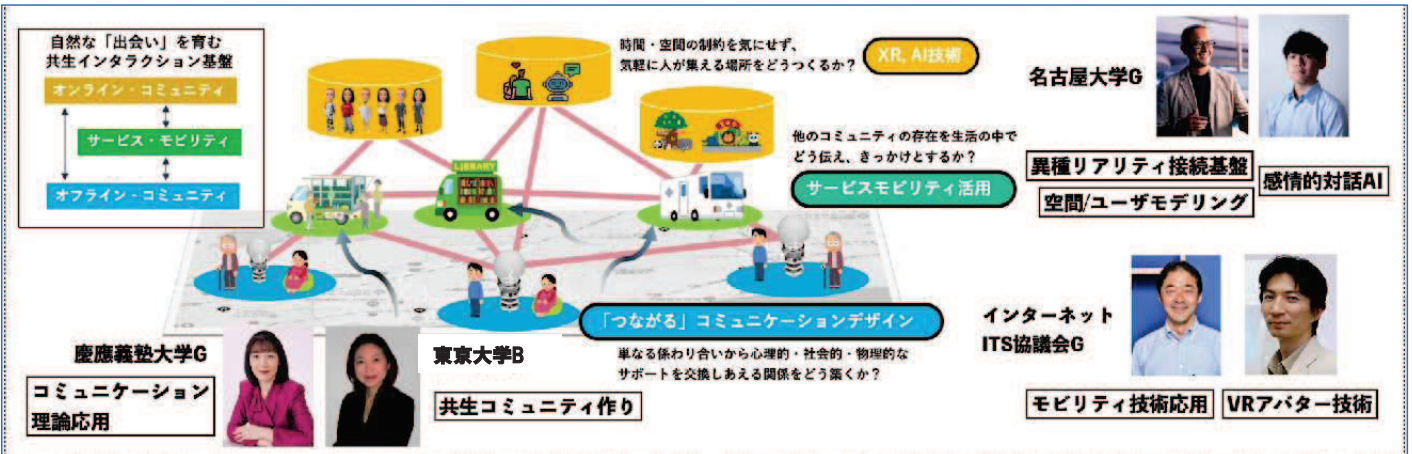 自然な「出会い」を育む
共生インタラクション基盤
オンライン・コミュニティ
サービス・モビリティ
オフライン・コミュニティ
時間・空間の制約を気にせず、
気軽に人が集える場所をどうつくるか?
XR, AI技術
他のコミュニティの存在を生活の中で
どう伝え、きっかけとするか?
サービスモビリティ活用
LIBRARY
「つながる」コミュニケーションデザイン
単なる係わり合いから心理的・社会的・物理的な
サポートを交換しあえる関係をどう築くか?
名古屋大学G
異種リアリティ接続基盤
空間/ユーザモデリング
感情的対話AI
慶應義塾大学G
コミュニケーション
理論応用
東京大学B
共生コミュニティ作り
インターネット
ITS協議会G
モビリティ技術応用
VRアバター技術